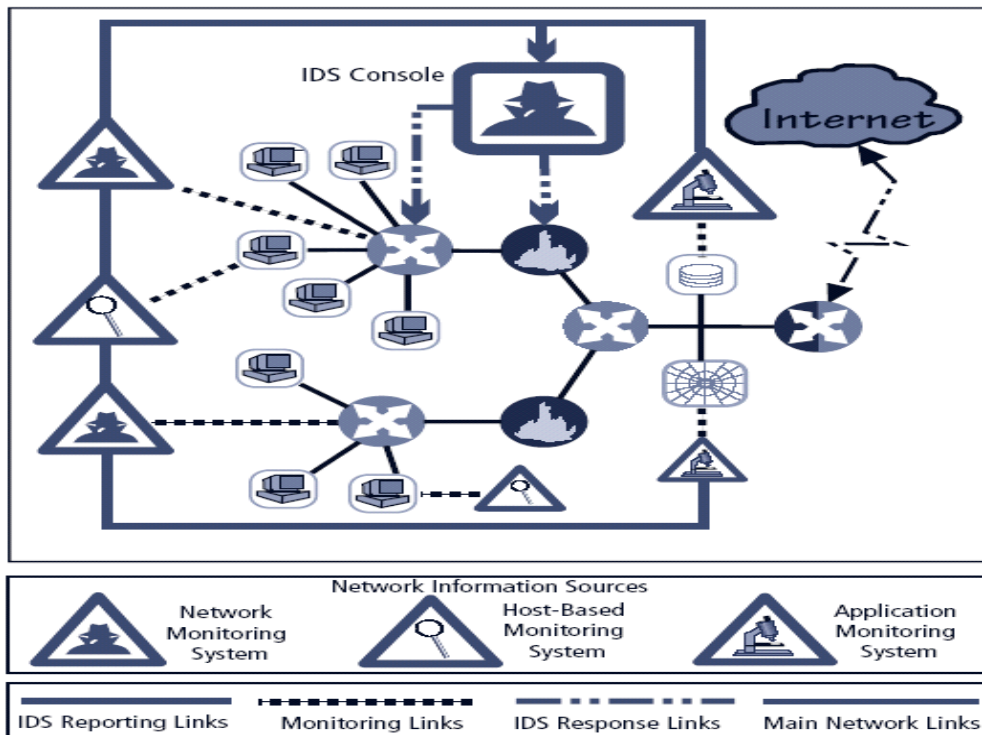 IDS Console
Internet
Network Information Sources
Network
Monitoring
System
Host-Based
Monitoring
System
Application
Monitoring
System
IDS Reporting Links
Monitoring Links
IDS Response Links
Main Network Links